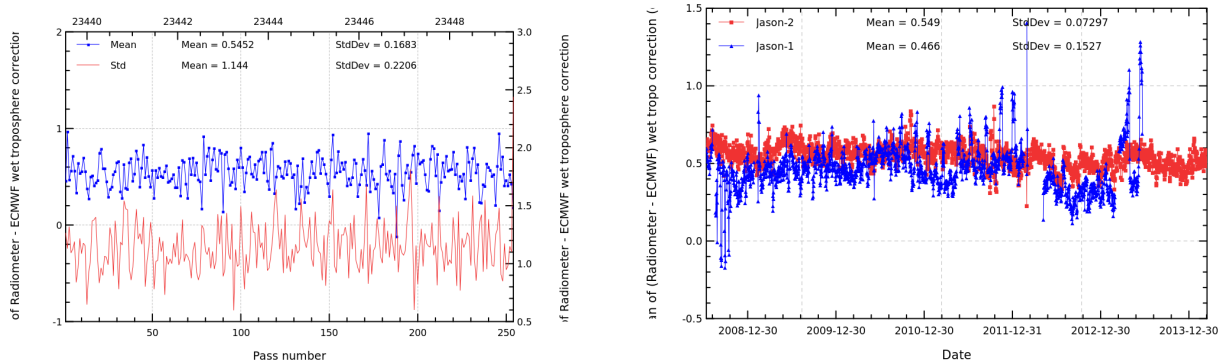 23440 23442 23444 23446 23448
of Radiometer - ECMWF wet troposphere correction
2
1
0
-1
Mean Mean = 0.5452 StdDev = 0.1683
Std Mean = 1.144 StdDev = 0.2206
3.0
2.5
2.0
1.5
1.0
0.5
of Radiometer - ECMWF wet troposphere correction
50 100 150 200 250
Pass number
an of (Radiometer - ECMWF) wet tropo correction (
1.5
1.0
0.5
0.0
-0.5
Jason-2 Mean = 0.549 StdDev = 0.07297
Jason-1 Mean = 0.466 StdDev = 0.1527
2008-12-30 2009-12-30 2010-12-30 2011-12-31 2012-12-30 2013-12-30
Date